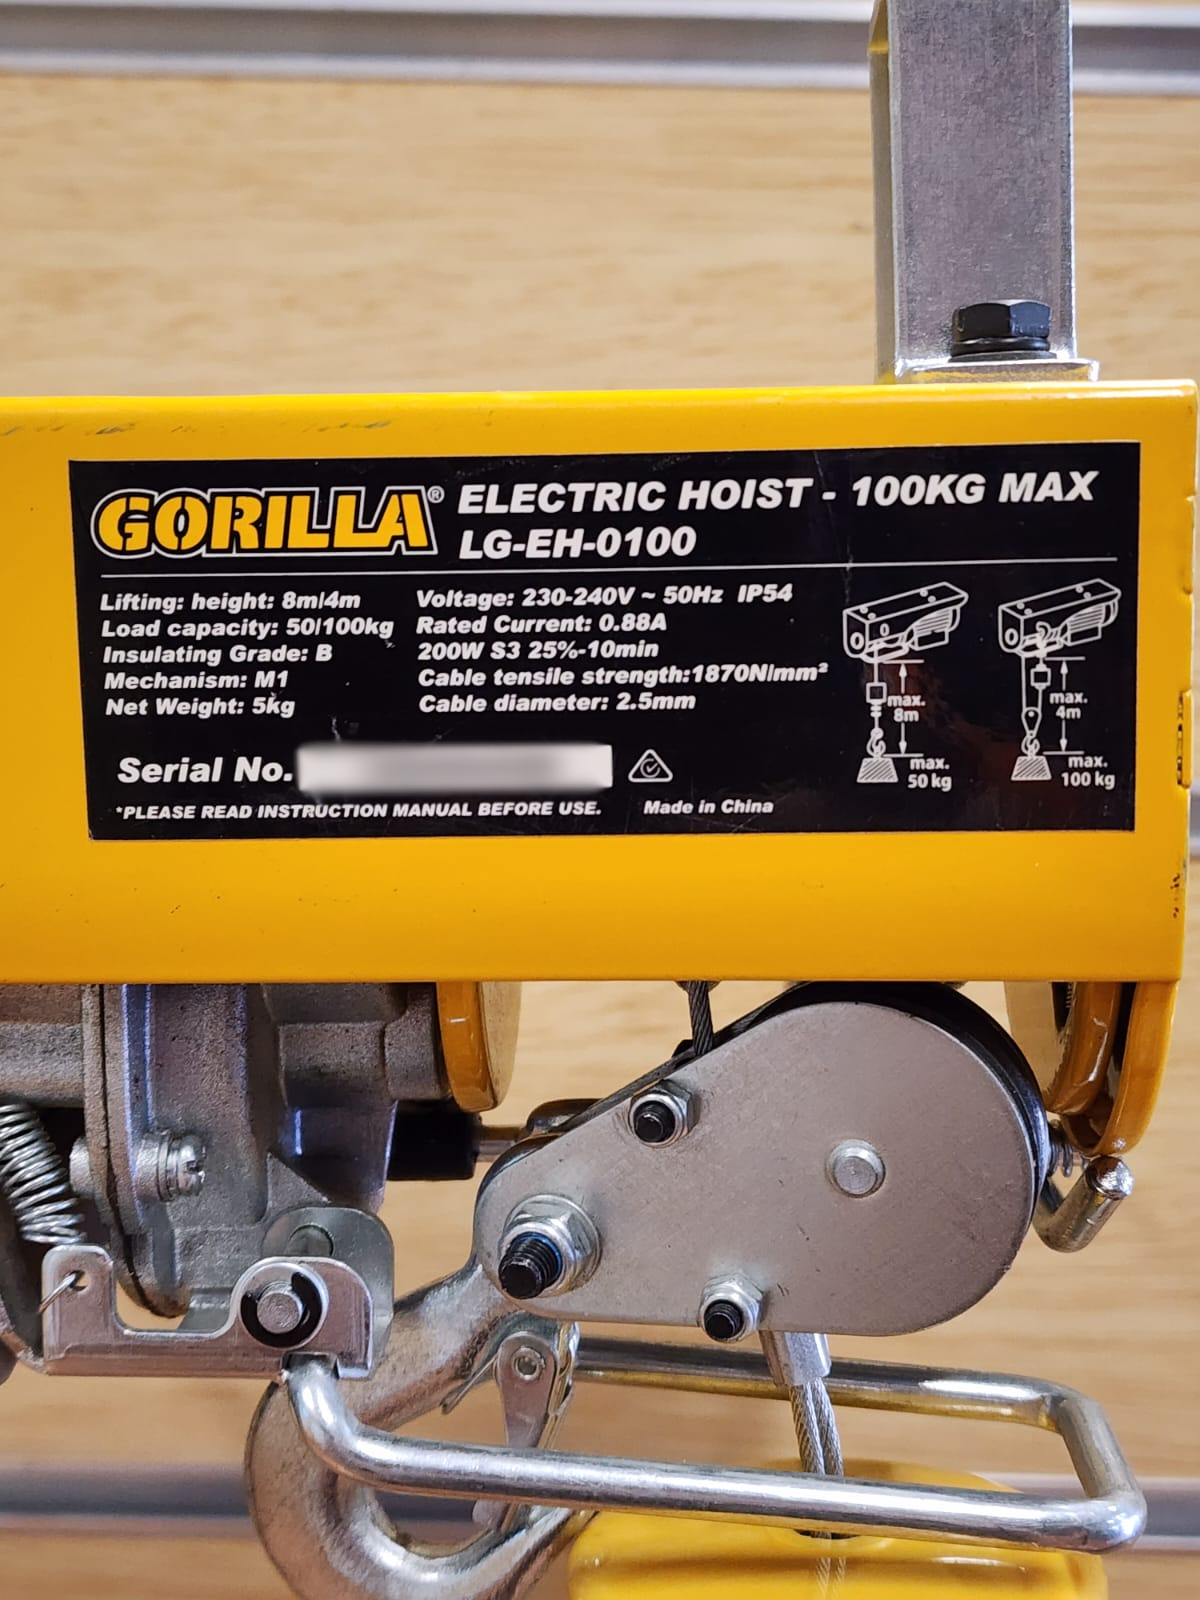 GORILLA® ELECTRIC HOIST - 100KG MAX
LG-EH-0100
Lifting: height: 8m/4m
Load capacity: 50/100kg
Insulating Grade: B
Mechanism: M1
Net Weight: 5kg
Voltage: 230-240V ~ 50Hz IP54
Rated Current: 0.88A
200W S3 25%-10min
Cable tensile strength:1870N/mm²
Cable diameter: 2.5mm
max.
8m
max.
50 kg
max.
4m
max.
100 kg
Serial No.
*PLEASE READ INSTRUCTION MANUAL BEFORE USE.
Made in China